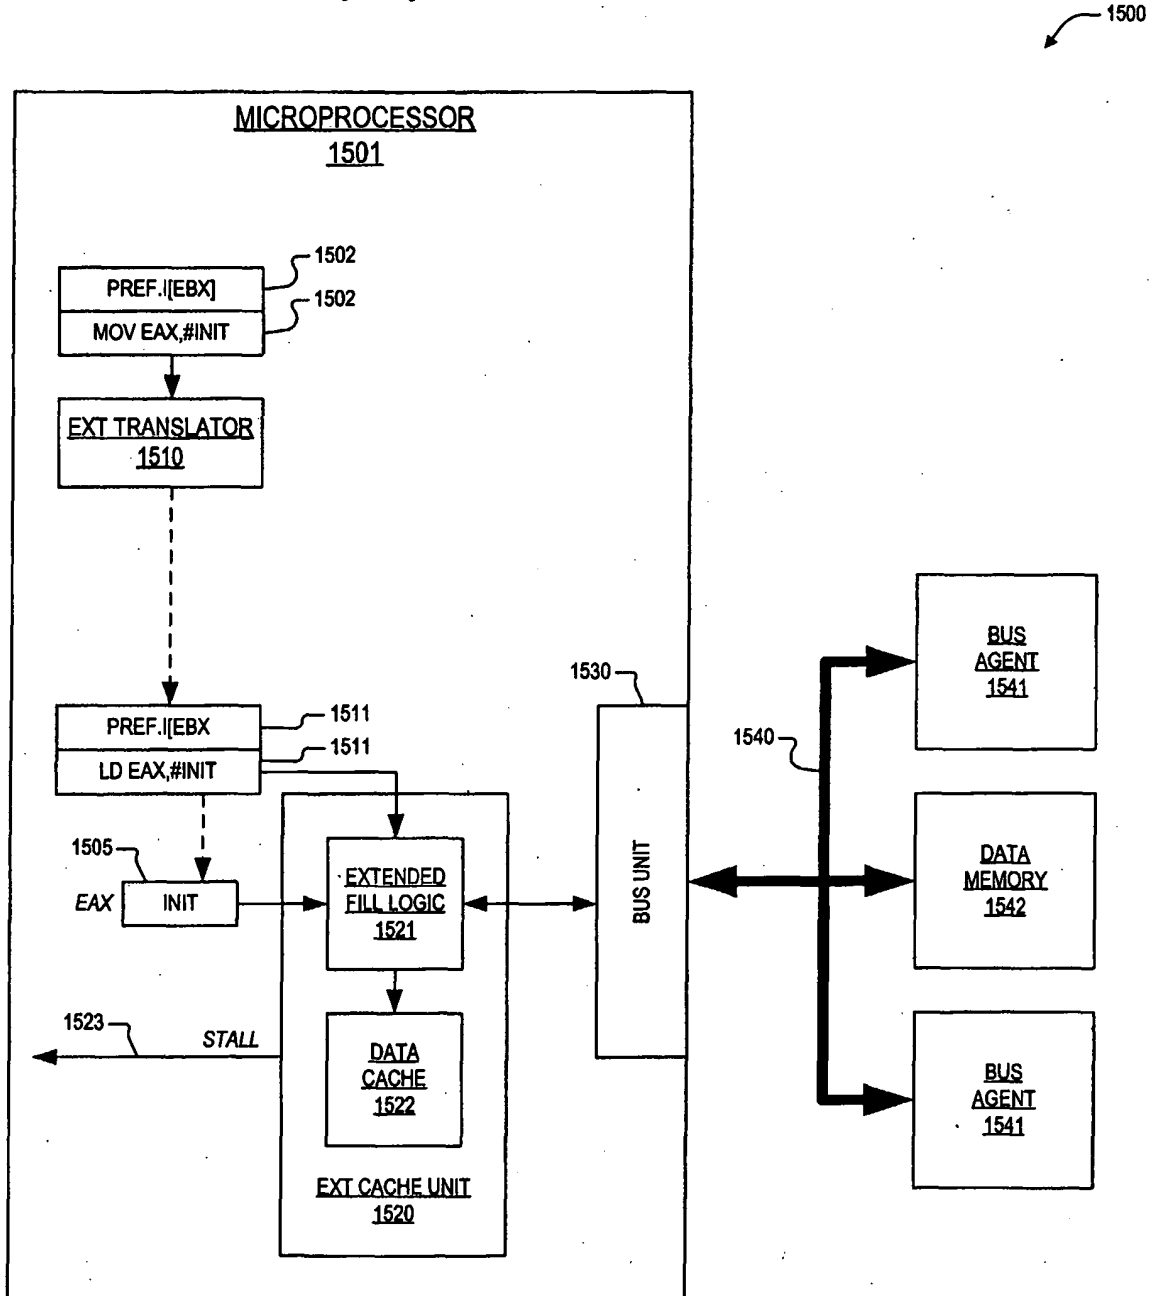 1500
MICROPROCESSOR
1501
PREF.I[EBX]
1502
MOV EAX,#INIT
1502
EXT TRANSLATOR
1510
PREF.I[EBX
1511
LD EAX,#INIT
1511
1505
EAX
INIT
EXTENDED
FILL LOGIC
1521
1523
STALL
DATA
CACHE
1522
EXT CACHE UNIT
1520
1530
BUS UNIT
1540
BUS
AGENT
1541
DATA
MEMORY
1542
BUS
AGENT
1541